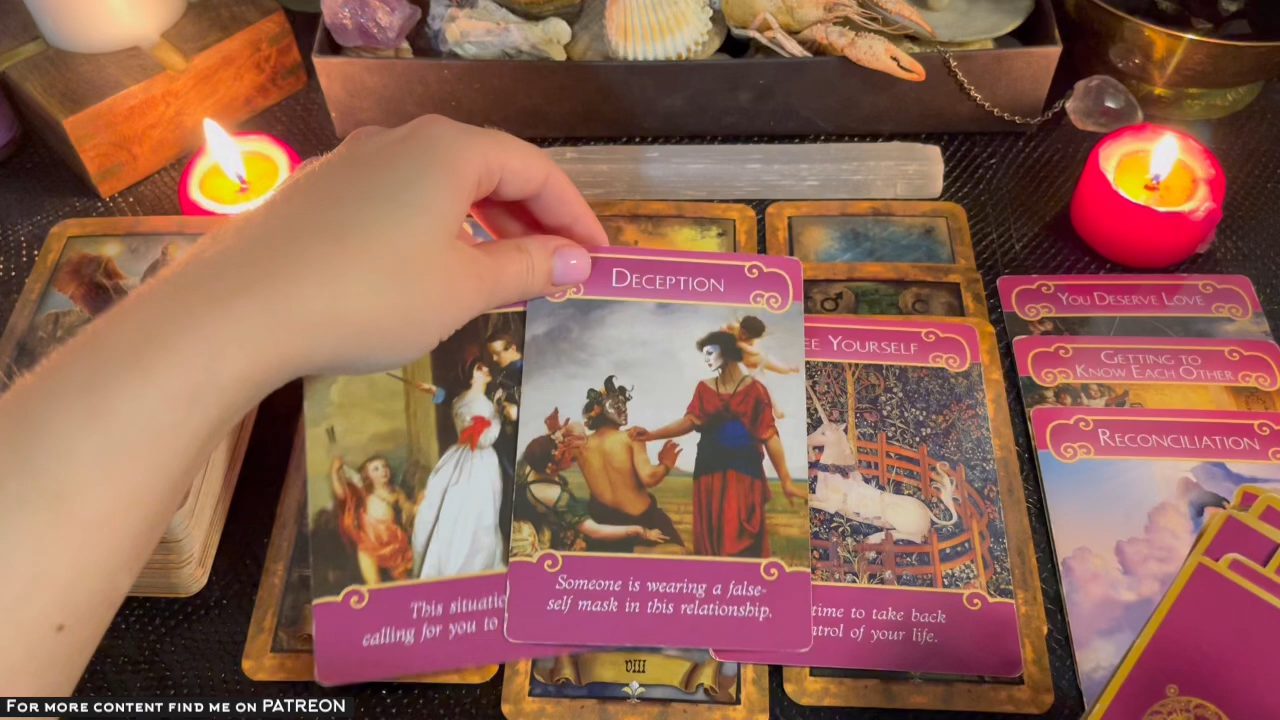 DECEPTION
Someone is wearing a false-
self mask in this relationship.
This situatio
calling for you to
EE YOURSELF
time to take back
ntrol of your life.
YOU DESERVE LOVE
GETTING TO
KNOW EACH OTHER
RECONCILIATION
VIII
FOR MORE CONTENT FIND ME ON PATREON